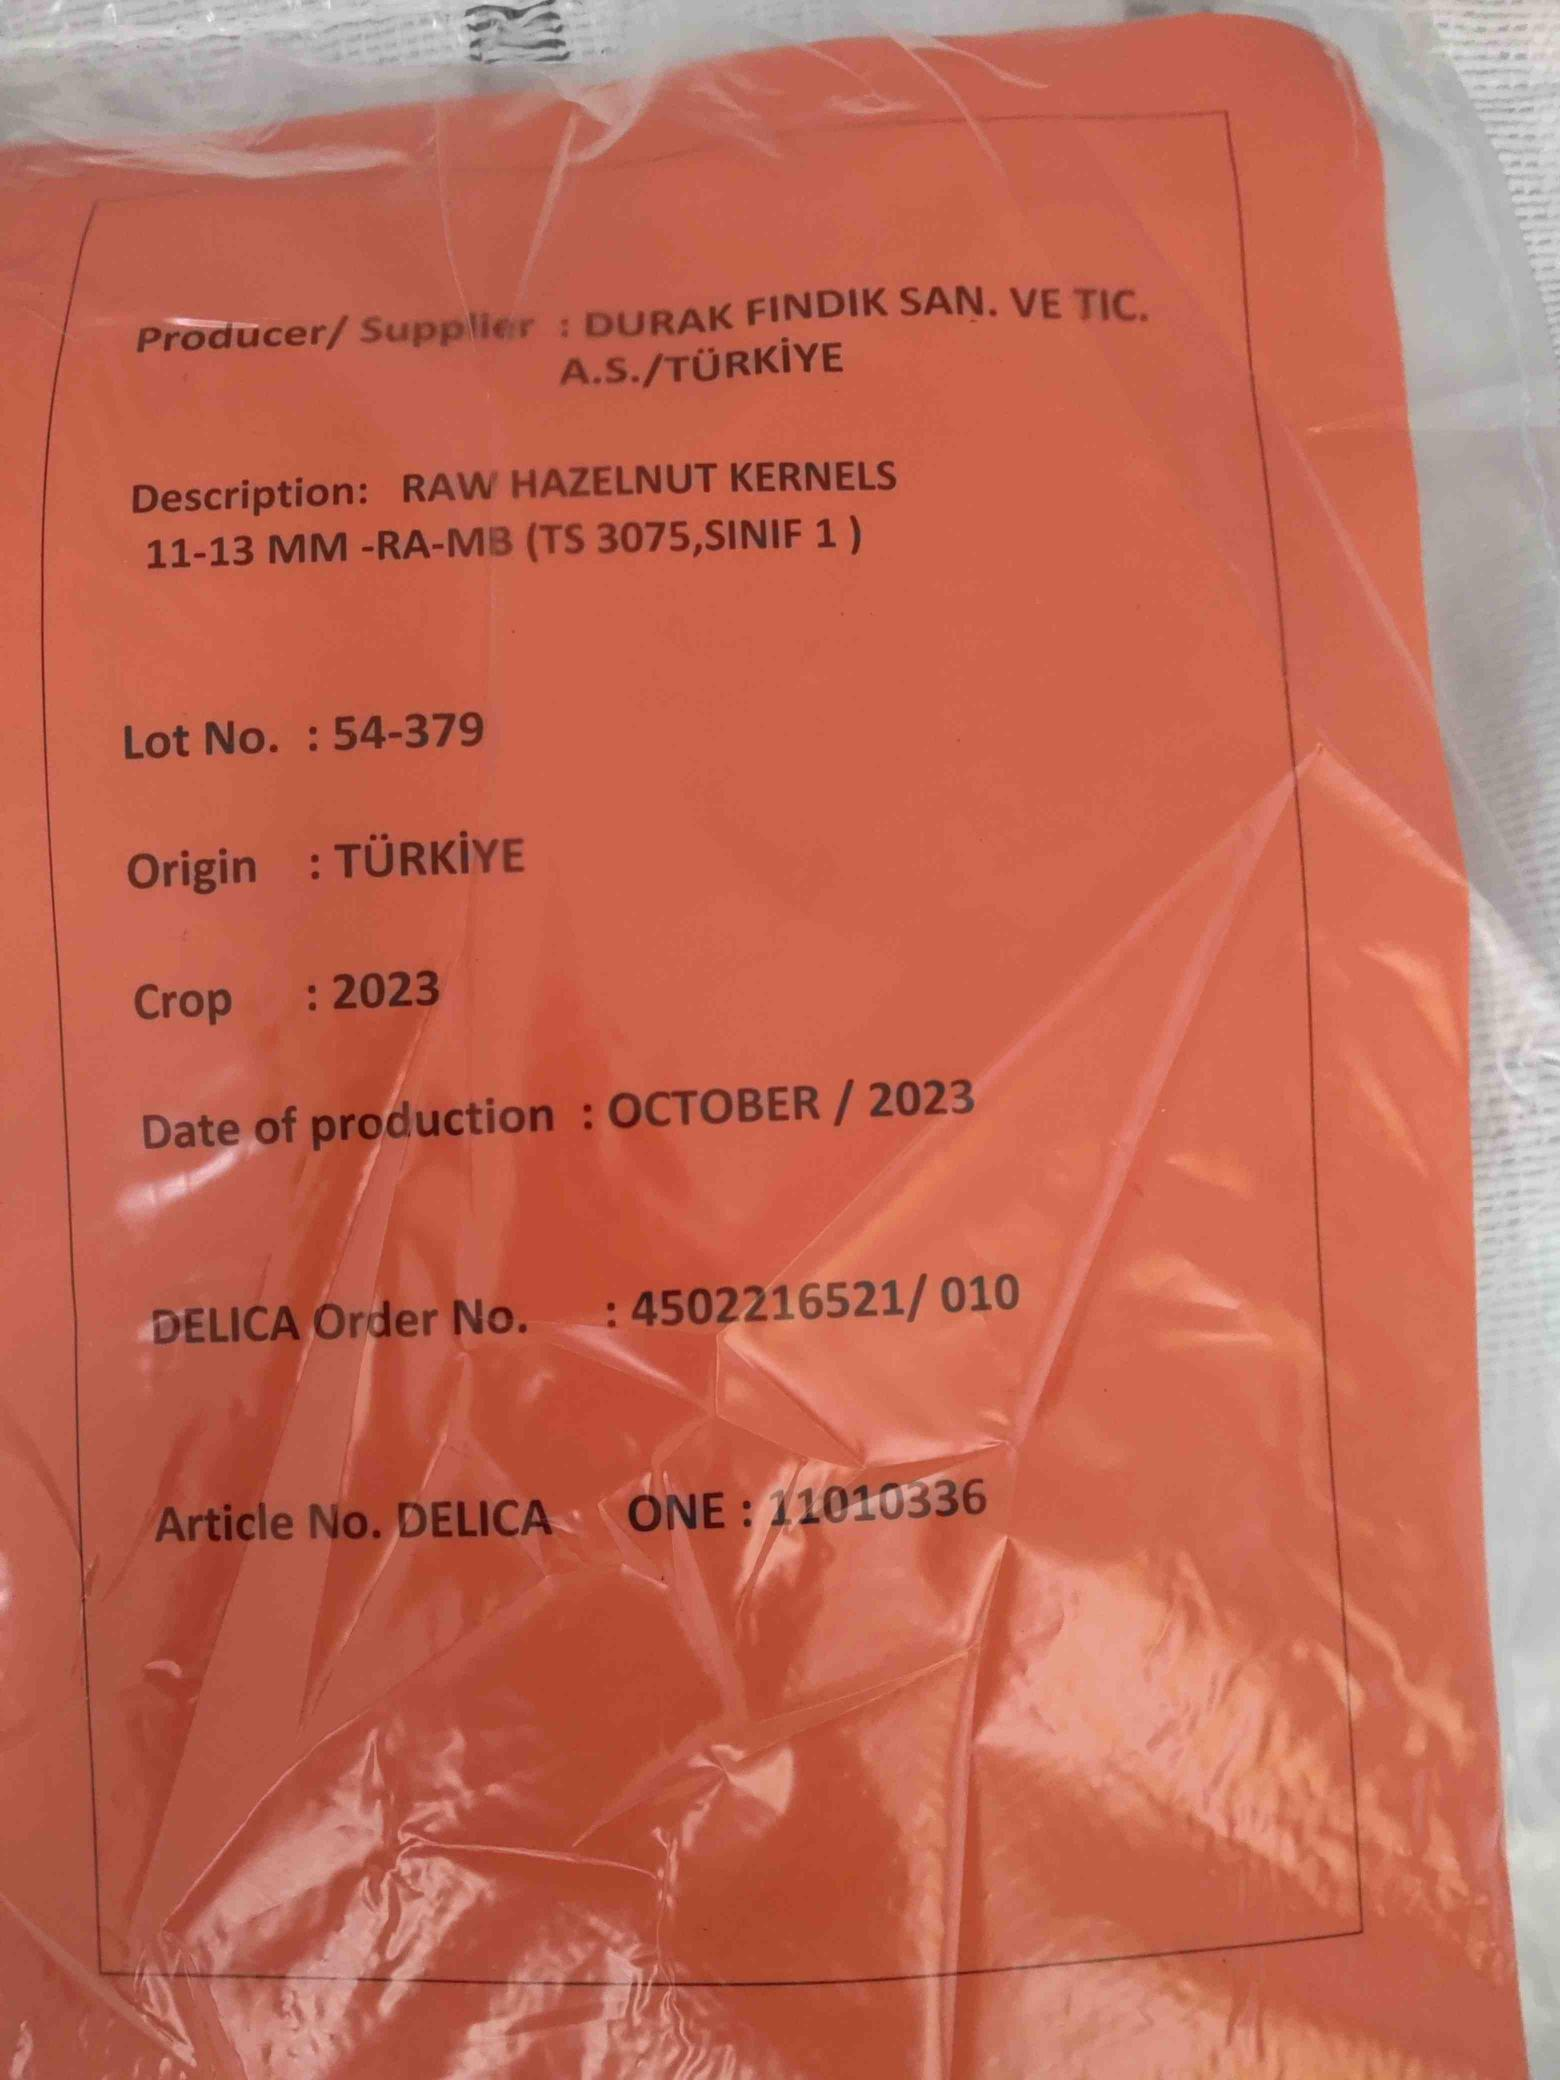 Producer/ Supplier : DURAK FINDIK SAN. VE TIC.
A.S./TÜRKİYE
Description: RAW HAZELNUT KERNELS
11-13 MM -RA-MB (TS 3075,SINIF 1 )
Lot No. : 54-379
Origin : TÜRKİYE
Crop : 2023
Date of production : OCTOBER / 2023
DELICA Order No. : 4502216521/ 010
Article No. DELICA ONE : 11010336